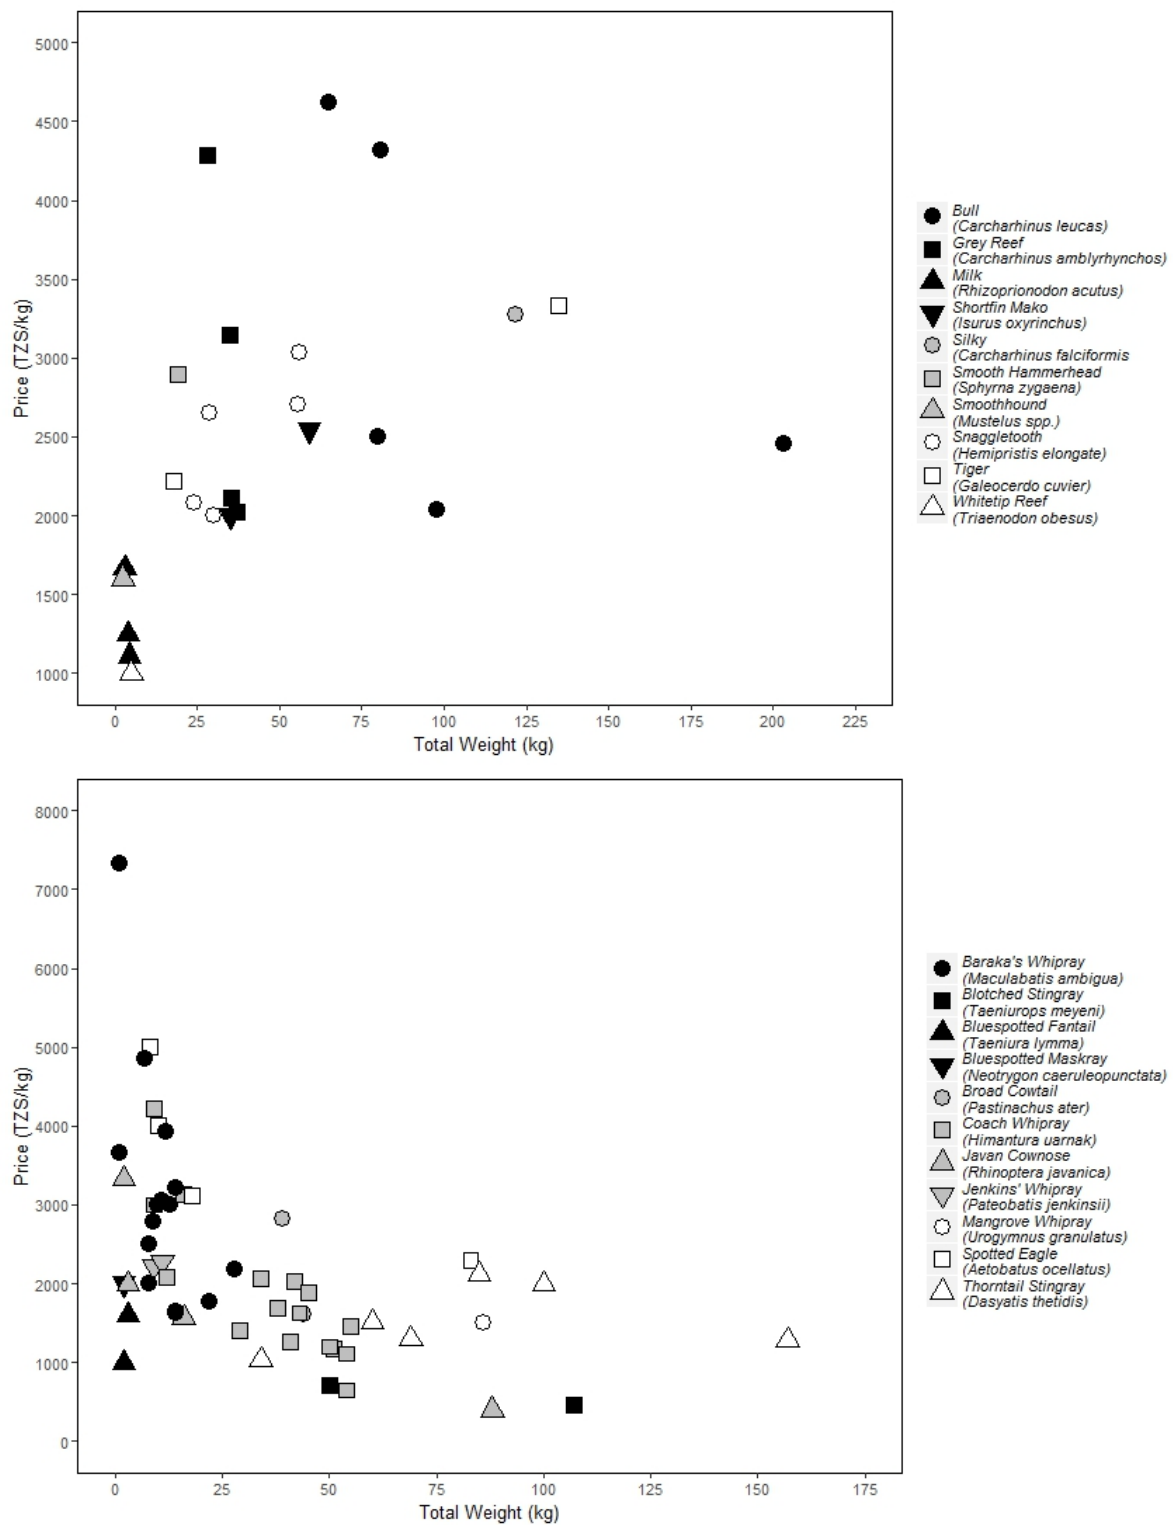 5000
4500
4000
3500
3000
2500
2000
1500
1000
Price (TZS/kg)
0 25 50 75 100 125 150 175 200 225
Total Weight (kg)
Bull
(Carcharhinus leucas)
Grey Reef
(Carcharhinus amblyrhynchos)
Milk
(Rhizoprionodon acutus)
Shortfin Mako
(Isurus oxyrinchus)
Silky
(Carcharhinus falciformis
Smooth Hammerhead
(Sphyrna zygaena)
Smoothhound
(Mustelus spp.)
Snaggletooth
(Hemipristis elongate)
Tiger
(Galeocerdo cuvier)
Whitetip Reef
(Triaenodon obesus)
8000
7000
6000
5000
4000
3000
2000
1000
0
Price (TZS/kg)
0 25 50 75 100 125 150 175
Total Weight (kg)
Baraka's Whipray
(Maculabatis ambigua)
Blotched Stingray
(Taeniurops meyeni)
Bluespotted Fantail
(Taeniura lymma)
Bluespotted Maskray
(Neotrygon caeruleopunctata)
Broad Cowtail
(Pastinachus ater)
Coach Whipray
(Himantura uarnak)
Javan Cownose
(Rhinoptera javanica)
Jenkins' Whipray
(Pateobatis jenkinsii)
Mangrove Whipray
(Urogymnus granulatus)
Spotted Eagle
(Aetobatus ocellatus)
Thorntail Stingray
(Dasyatis thetidis)